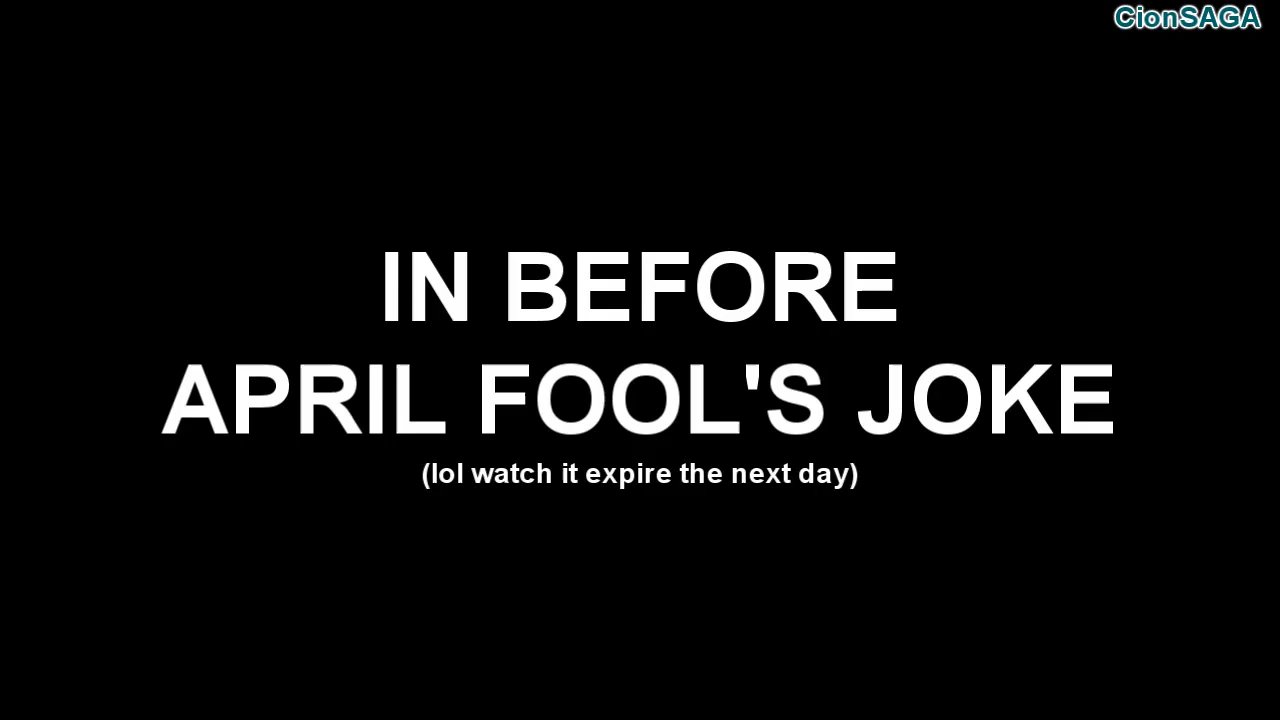 CionSAGA
IN BEFORE
APRIL FOOL'S JOKE
(lol watch it expire the next day)